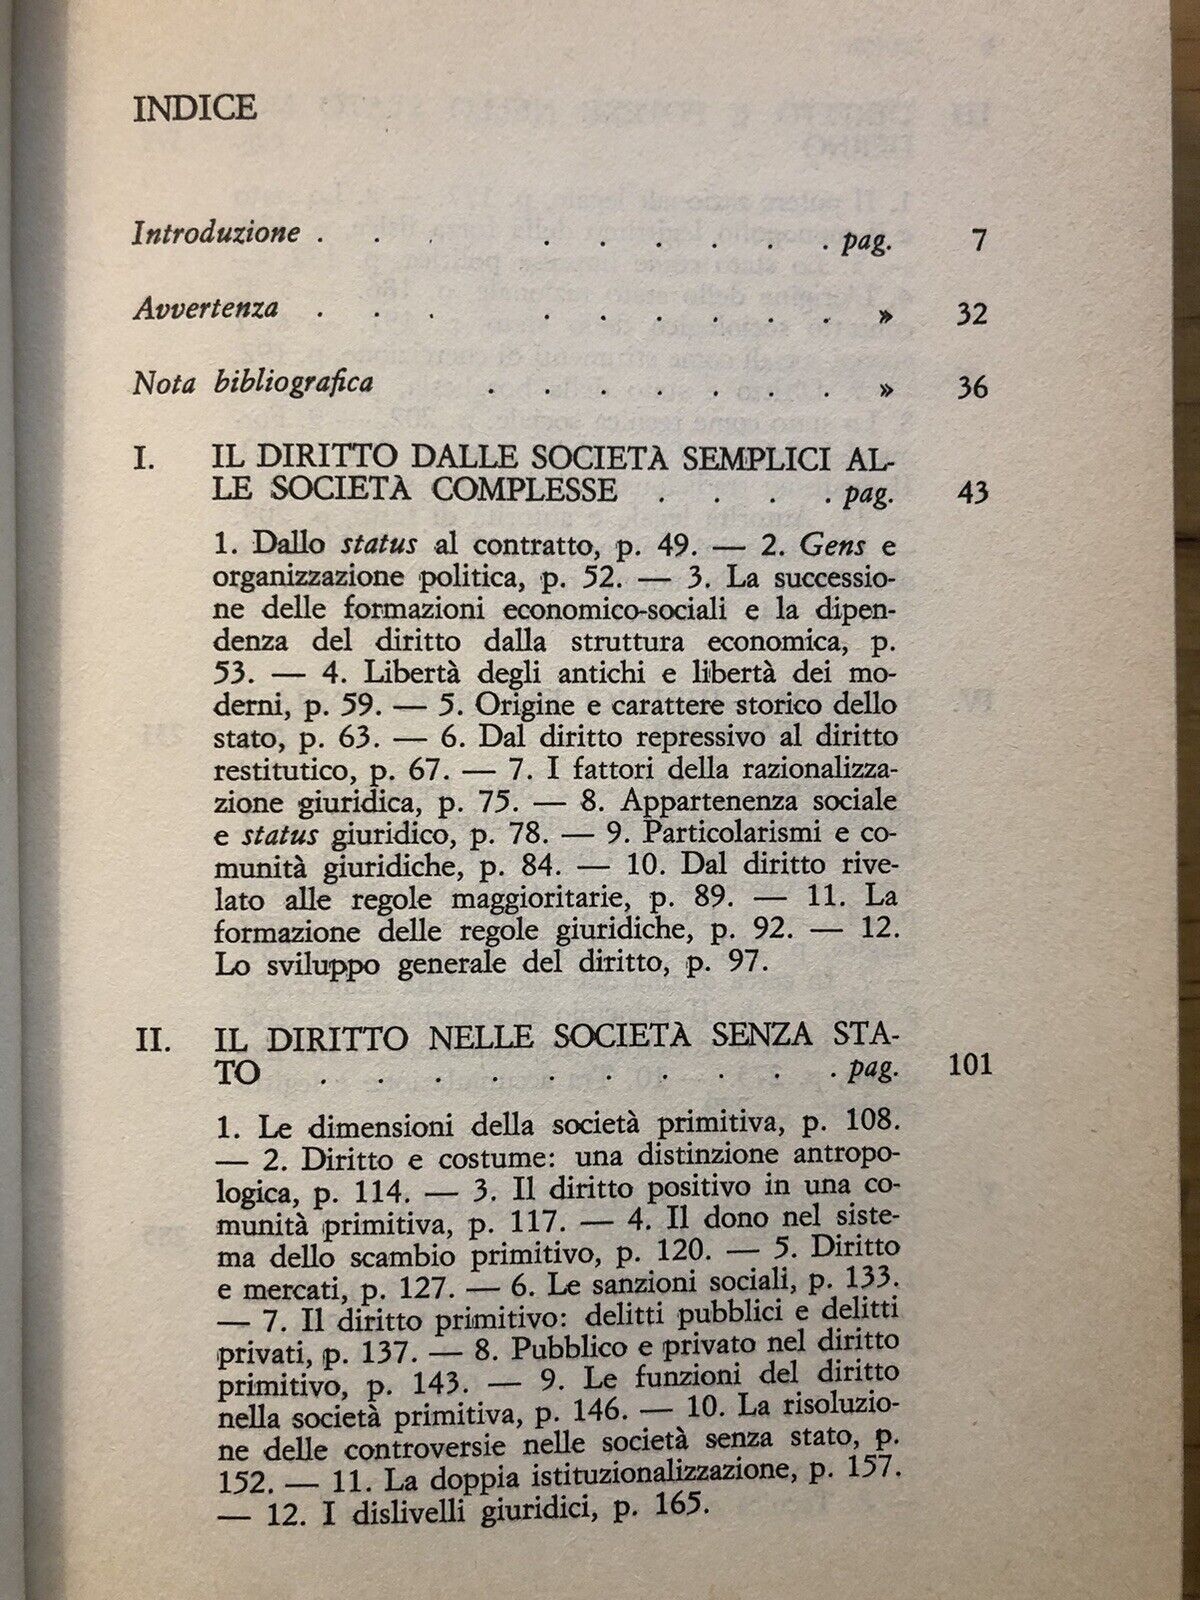 INDICE
Introduzione . . . . . . . . . pag. 7
Avvertenza . . . . . . . . . » 32
Nota bibliografica . . . . . . . » 36
I. IL DIRITTO DALLE SOCIETÀ SEMPLICI AL-
LE SOCIETÀ COMPLESSE . . . . pag. 43
1. Dallo status al contratto, p. 49. — 2. Gens e
organizzazione politica, p. 52. — 3. La successio-
ne delle formazioni economico-sociali e la dipen-
denza del diritto dalla struttura economica, p.
53. — 4. Libertà degli antichi e libertà dei mo-
derni, p. 59. — 5. Origine e carattere storico dello
stato, p. 63. — 6. Dal diritto repressivo al diritto
restitutico, p. 67. — 7. I fattori della razionalizza-
zione giuridica, p. 75. — 8. Appartenenza sociale
e status giuridico, p. 78. — 9. Particolarismi e co-
munità giuridiche, p. 84. — 10. Dal diritto rive-
lato alle regole maggioritarie, p. 89. — 11. La
formazione delle regole giuridiche, p. 92. — 12.
Lo sviluppo generale del diritto, p. 97.
II. IL DIRITTO NELLE SOCIETÀ SENZA STA-
TO . . . . . . . . . . pag. 101
1. Le dimensioni della società primitiva, p. 108.
— 2. Diritto e costume: una distinzione antropo-
logica, p. 114. — 3. Il diritto positivo in una co-
munità primitiva, p. 117. — 4. Il dono nel siste-
ma dello scambio primitivo, p. 120. — 5. Diritto
e mercati, p. 127. — 6. Le sanzioni sociali, p. 133.
— 7. Il diritto primitivo: delitti pubblici e delitti
privati, p. 137. — 8. Pubblico e privato nel diritto
primitivo, p. 143. — 9. Le funzioni del diritto
nella società primitiva, p. 146. — 10. La risoluzio-
ne delle controversie nelle società senza stato, p.
152. — 11. La doppia istituzionalizzazione, p. 157.
— 12. I dislivelli giuridici, p. 165.